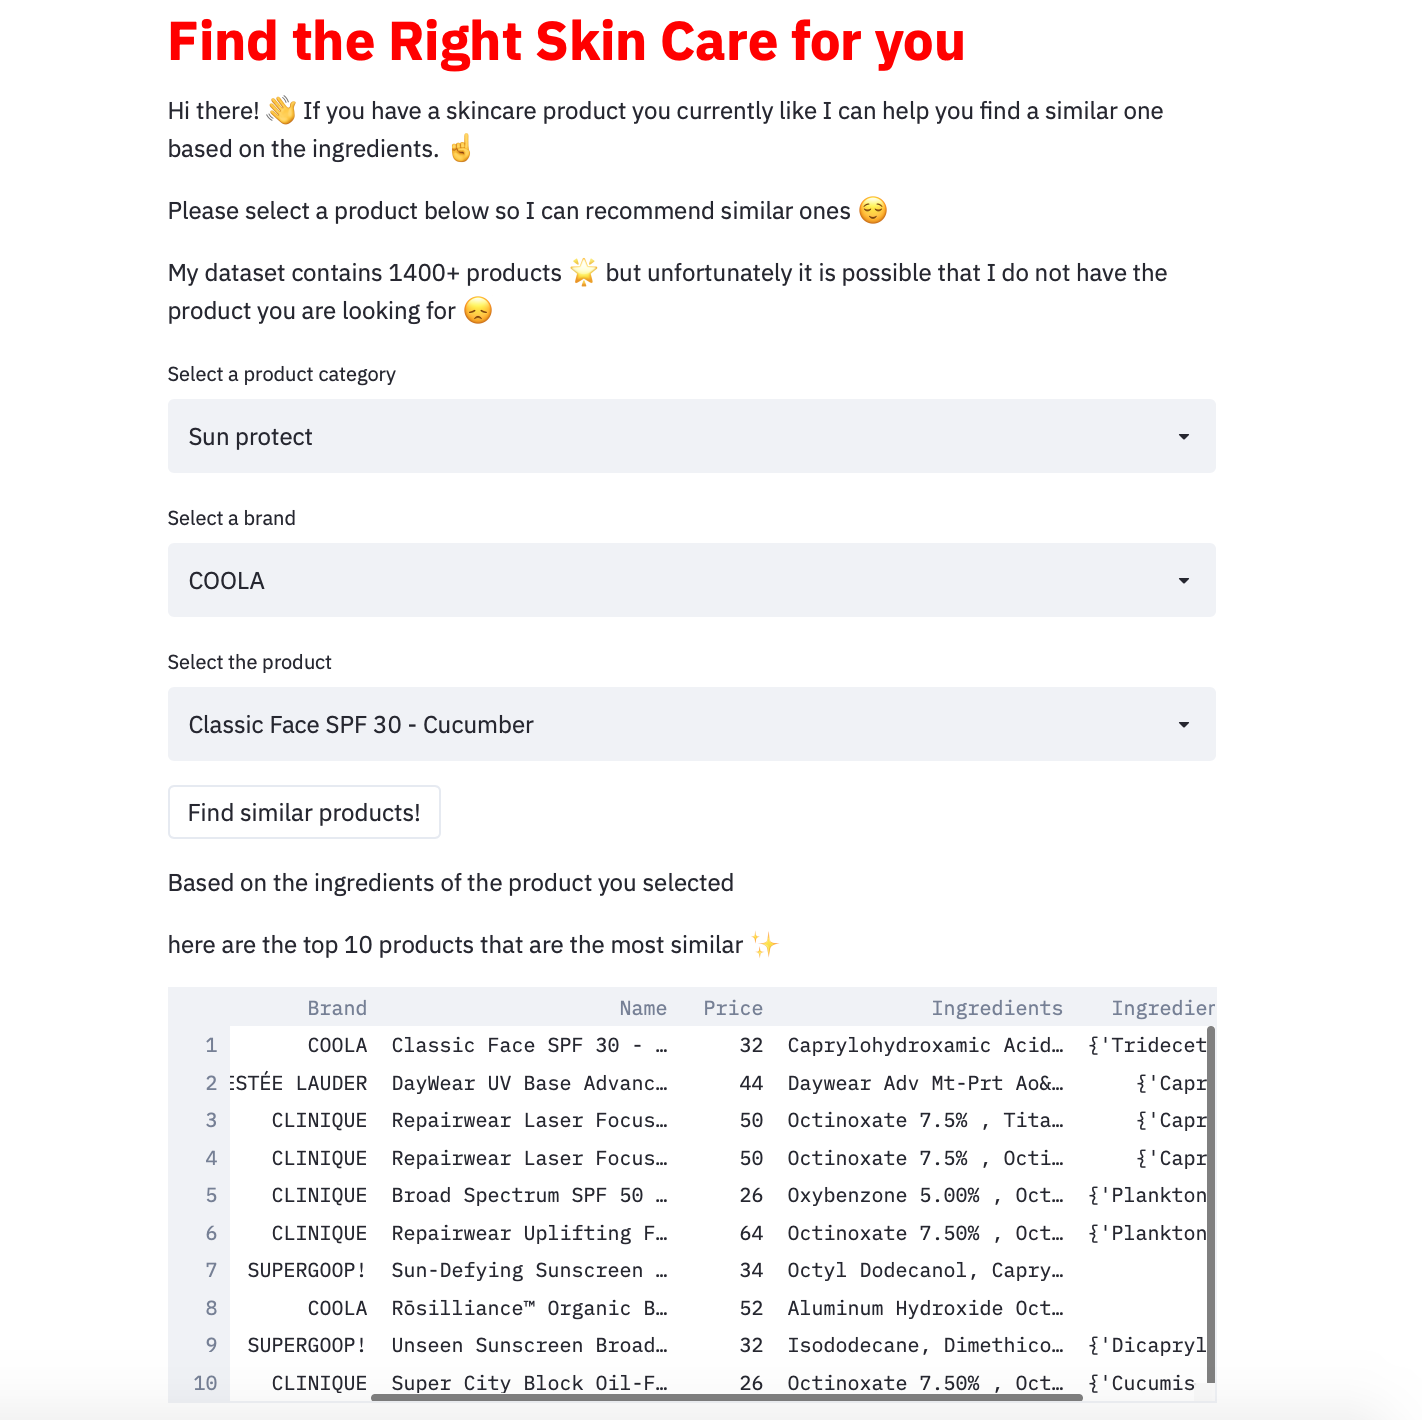 Find the Right Skin Care for you
Hi there! 👋 If you have a skincare product you currently like I can help you find a similar one
based on the ingredients. ☝️
Please select a product below so I can recommend similar ones 😌
My dataset contains 1400+ products 🌟 but unfortunately it is possible that I do not have the
product you are looking for 😞
Select a product category
Sun protect
Select a brand
COOLA
Select the product
Classic Face SPF 30 - Cucumber
Find similar products!
Based on the ingredients of the product you selected
here are the top 10 products that are the most similar ✨
Brand Name Price Ingredients Ingredien
1 COOLA Classic Face SPF 30 - … 32 Caprylohydroxamic Acid… {'Tridecet
2 ESTÉE LAUDER DayWear UV Base Advanc… 44 Daywear Adv Mt-Prt Ao&… {'Capr
3 CLINIQUE Repairwear Laser Focus… 50 Octinoxate 7.5% , Tita… {'Capr
4 CLINIQUE Repairwear Laser Focus… 50 Octinoxate 7.5% , Octi… {'Capr
5 CLINIQUE Broad Spectrum SPF 50 … 26 Oxybenzone 5.00% , Oct… {'Plankton
6 CLINIQUE Repairwear Uplifting F… 64 Octinoxate 7.50% , Oct… {'Plankton
7 SUPERGOOP! Sun-Defying Sunscreen … 34 Octyl Dodecanol, Capry…
8 COOLA Rōsilliance™ Organic B… 52 Aluminum Hydroxide Oct…
9 SUPERGOOP! Unseen Sunscreen Broad… 32 Isododecane, Dimethico… {'Dicapryl
10 CLINIQUE Super City Block Oil-F… 26 Octinoxate 7.50% , Oct… {'Cucumis